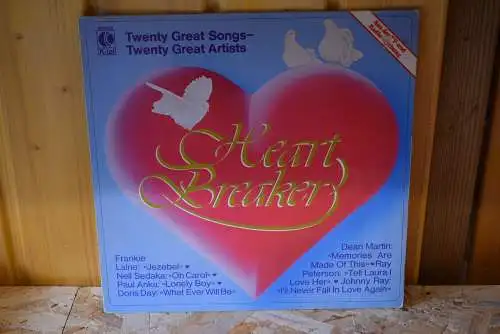 K-tel
Twenty Great Songs–
Twenty Great Artists
Heart
Breaker
Frankie
Laine: »Jezebel« ♥
Neil Sedaka: »Oh Carol« ♥
Paul Anka: »Lonely Boy« ♥
Doris Day: »What Ever Will Be«
Dean Martin:
»Memories Are
Made Of This« ♥ Ray
Peterson: »Tell Laura I
Love Her« ♥ Johnny Ray:
»I'll Never Fall In Love Again«